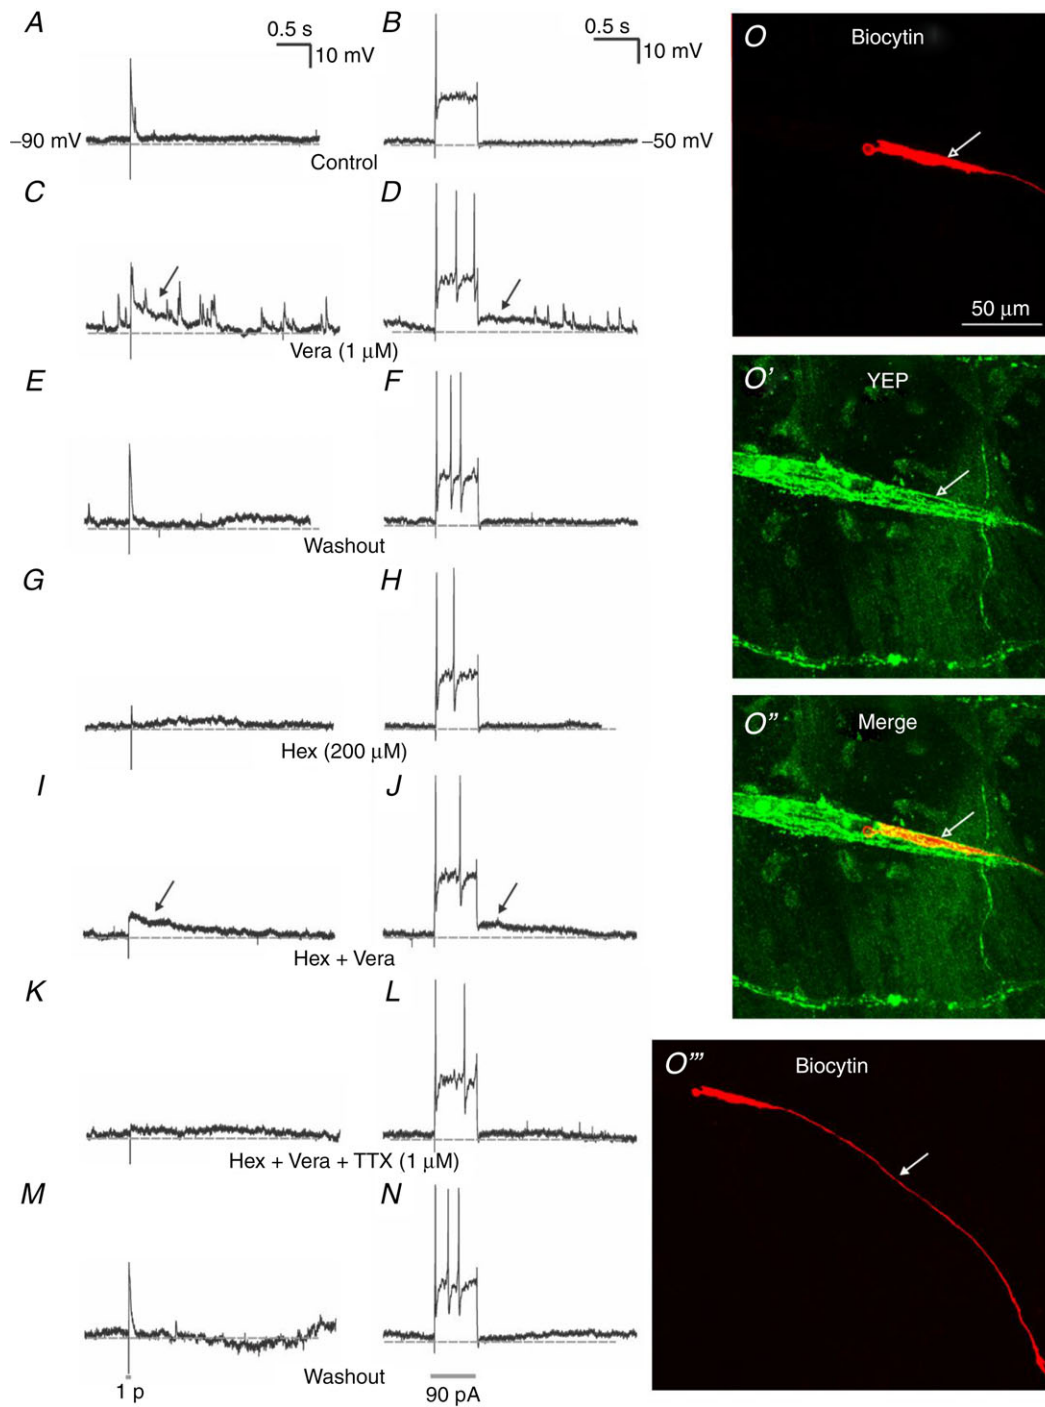 A
0.5 s
10 mV
B
0.5 s
10 mV
–90 mV
–50 mV
Control
C
D
Vera (1 μM)
E
F
Washout
G
H
Hex (200 μM)
I
J
Hex + Vera
K
L
Hex + Vera + TTX (1 μM)
M
N
Washout
1 p
90 pA
O
Biocytin
50 μm
O'
YEP
O"
Merge
O"'
Biocytin